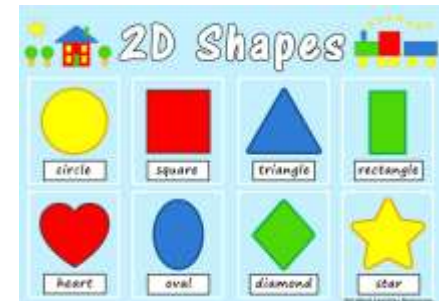 2D Shapes
circle square triangle rectangle
heart oval diamond star